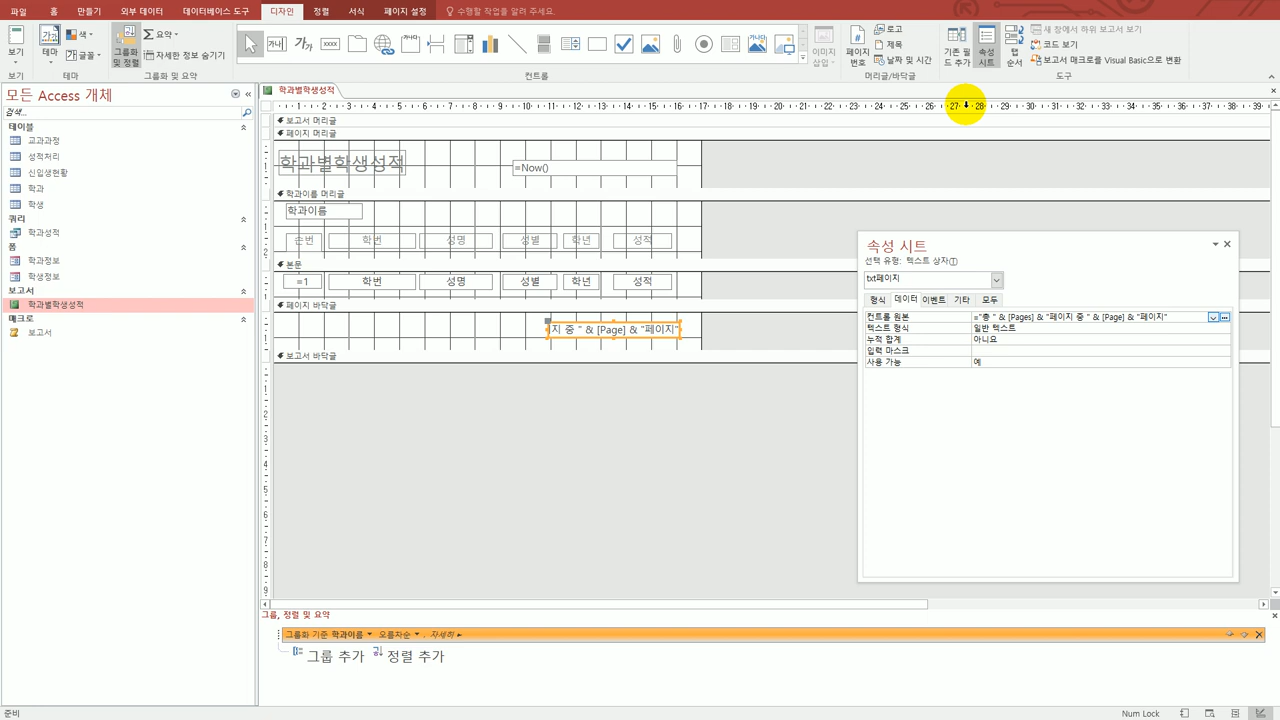 파일 홈 만들기 외부 데이터 데이터베이스 도구 디자인 정렬 서식 페이지 설정 수행할 작업을 알려 주세요.
보기 테마 색 글꼴 그룹화 및 정렬 요약 자세한 정보 숨기기 이미지 삽입 페이지 번호 로고 제목 날짜 및 시간 기존 필드 추가 속성 시트 탭 순서 새 창에서 하위 보고서 보기 코드 보기 보고서 매크로를 Visual Basic으로 변환
보기 테마 그룹화 및 요약 컨트롤 머리글/바닥글 도구
모든 Access 개체
검색...
테이블
교과과정
성적처리
신입생현황
학과
학생
쿼리
학과성적
폼
학과정보
학생정보
보고서
학과별학생성적
매크로
보고서
학과별학생성적
보고서 머리글
페이지 머리글
학과별학생성적 =Now()
학과이름 머리글
학과이름
순번 학번 성명 성별 학년 성적
본문
=1 학번 성명 성별 학년 성적
페이지 바닥글
지 중 " & [Page] & "페이지"
보고서 바닥글
속성 시트
선택 유형: 텍스트 상자(T)
txt페이지
형식 데이터 이벤트 기타 모두
컨트롤 원본 ="총 " & [Pages] & "페이지 중 " & [Page] & "페이지"
텍스트 형식 일반 텍스트
누적 합계 아니요
입력 마스크
사용 가능 예
그룹, 정렬 및 요약
그룹화 기준 학과이름 오름차순 , 자세히
그룹 추가 정렬 추가
준비 Num Lock